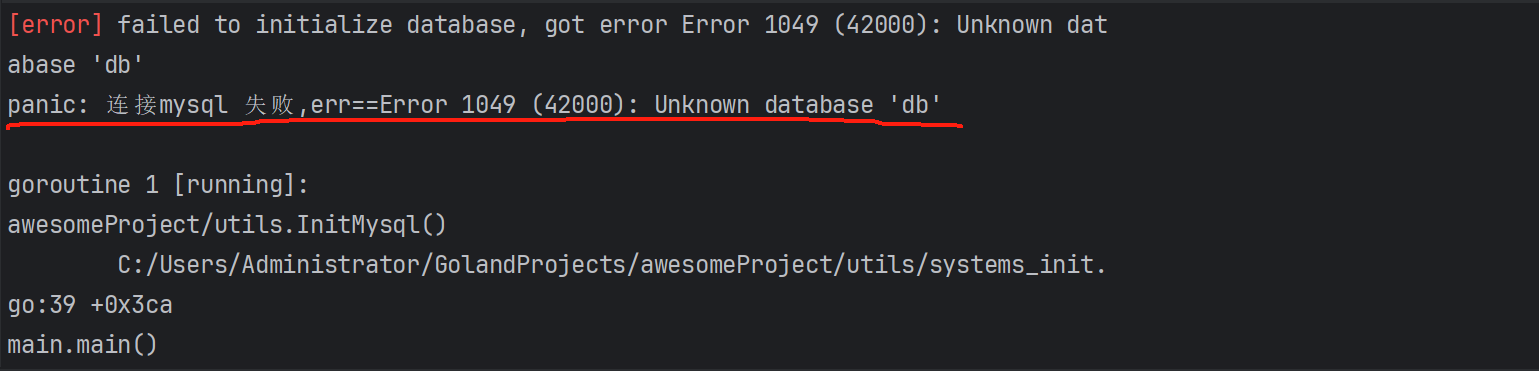 [error] failed to initialize database, got error Error 1049 (42000): Unknown dat
abase 'db'
panic: 连接mysql 失败,err==Error 1049 (42000): Unknown database 'db'
goroutine 1 [running]:
awesomeProject/utils.InitMysql()
C:/Users/Administrator/GolandProjects/awesomeProject/utils/systems_init.
go:39 +0x3ca
main.main()